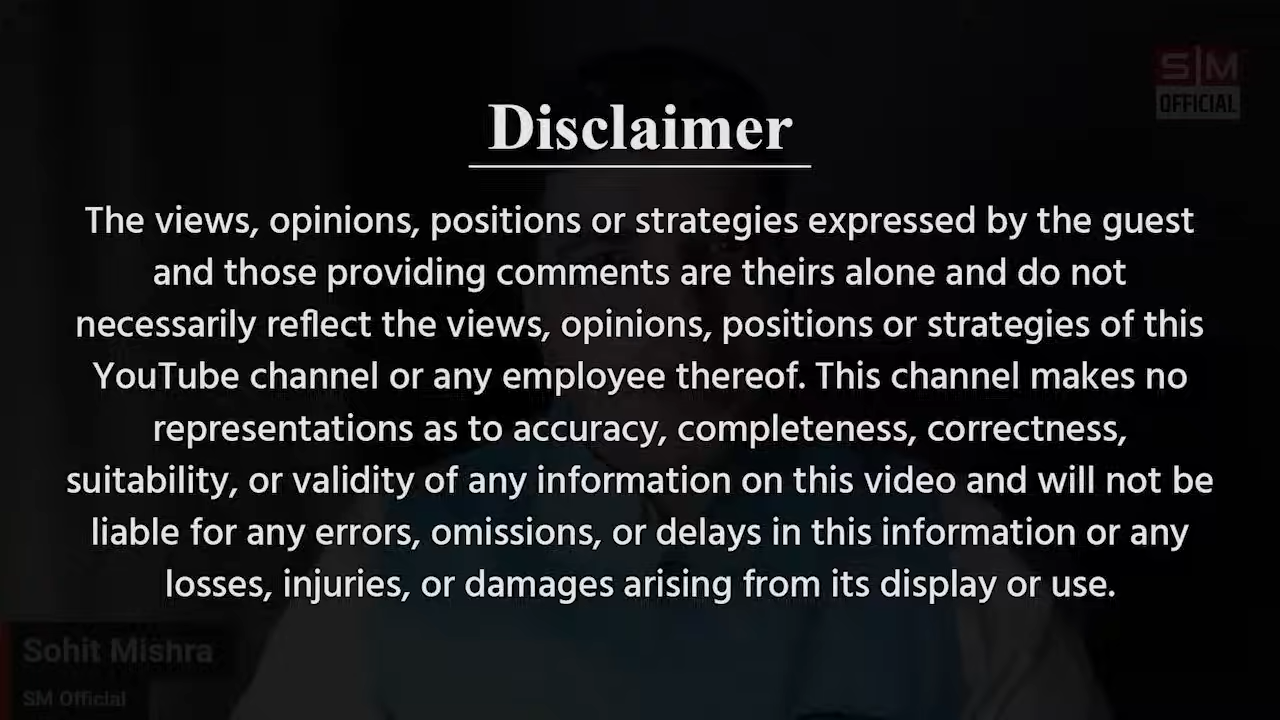 S|M
OFFICIAL
Disclaimer
The views, opinions, positions or strategies expressed by the guest
and those providing comments are theirs alone and do not
necessarily reflect the views, opinions, positions or strategies of this
YouTube channel or any employee thereof. This channel makes no
representations as to accuracy, completeness, correctness,
suitability, or validity of any information on this video and will not be
liable for any errors, omissions, or delays in this information or any
losses, injuries, or damages arising from its display or use.
Sohit Mishra
SM Official